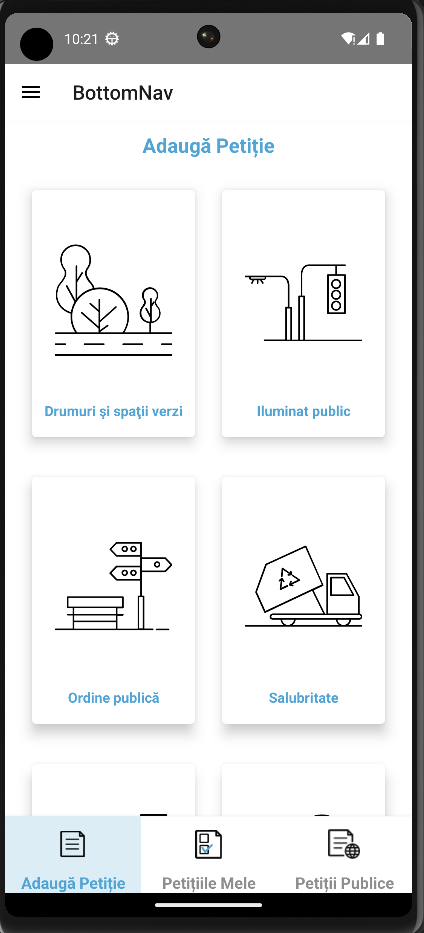 10:21
BottomNav
Adaugă Petiție
Drumuri şi spaţii verzi
Iluminat public
Ordine publică
Salubritate
Adaugă Petiție
Petițiile Mele
Petiții Publice